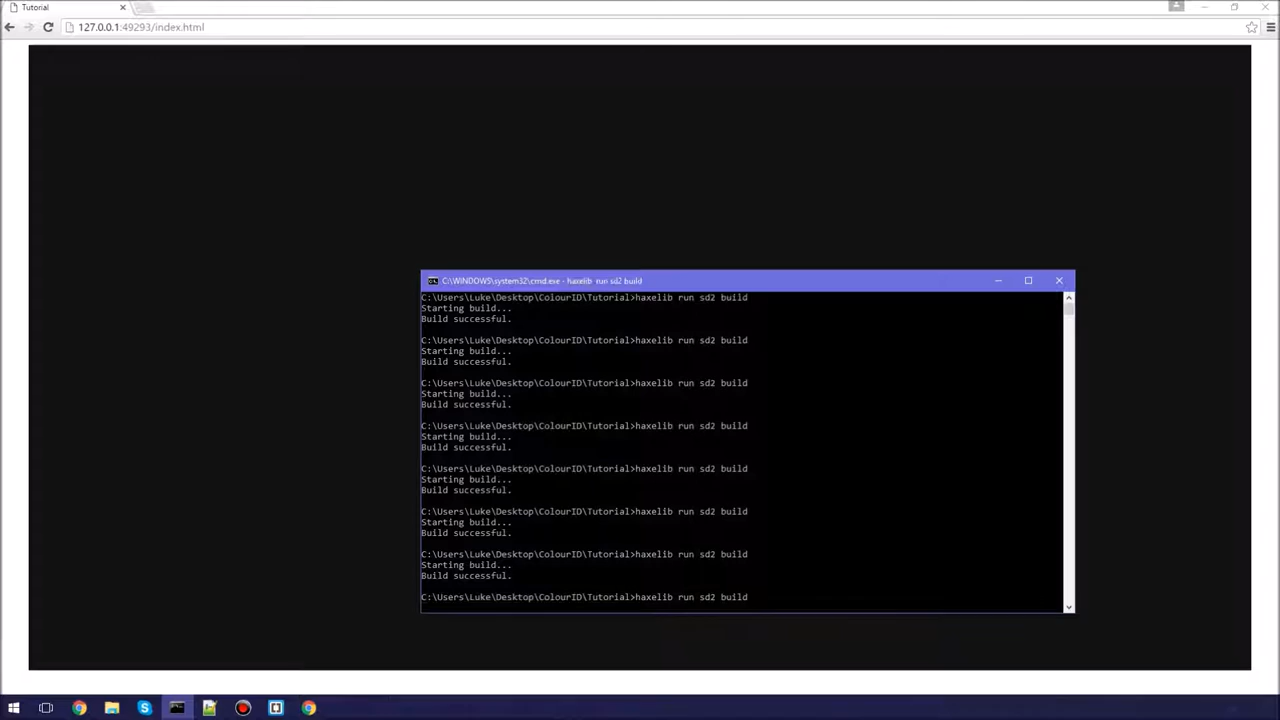 Tutorial
127.0.0.1:49293/index.html
C:\WINDOWS\system32\cmd.exe - haxelib run sd2 build
C:\Users\Luke\Desktop\ColourID\Tutorial>haxelib run sd2 build
Starting build...
Build successful.
C:\Users\Luke\Desktop\ColourID\Tutorial>haxelib run sd2 build
Starting build...
Build successful.
C:\Users\Luke\Desktop\ColourID\Tutorial>haxelib run sd2 build
Starting build...
Build successful.
C:\Users\Luke\Desktop\ColourID\Tutorial>haxelib run sd2 build
Starting build...
Build successful.
C:\Users\Luke\Desktop\ColourID\Tutorial>haxelib run sd2 build
Starting build...
Build successful.
C:\Users\Luke\Desktop\ColourID\Tutorial>haxelib run sd2 build
Starting build...
Build successful.
C:\Users\Luke\Desktop\ColourID\Tutorial>haxelib run sd2 build
Starting build...
Build successful.
C:\Users\Luke\Desktop\ColourID\Tutorial>haxelib run sd2 build